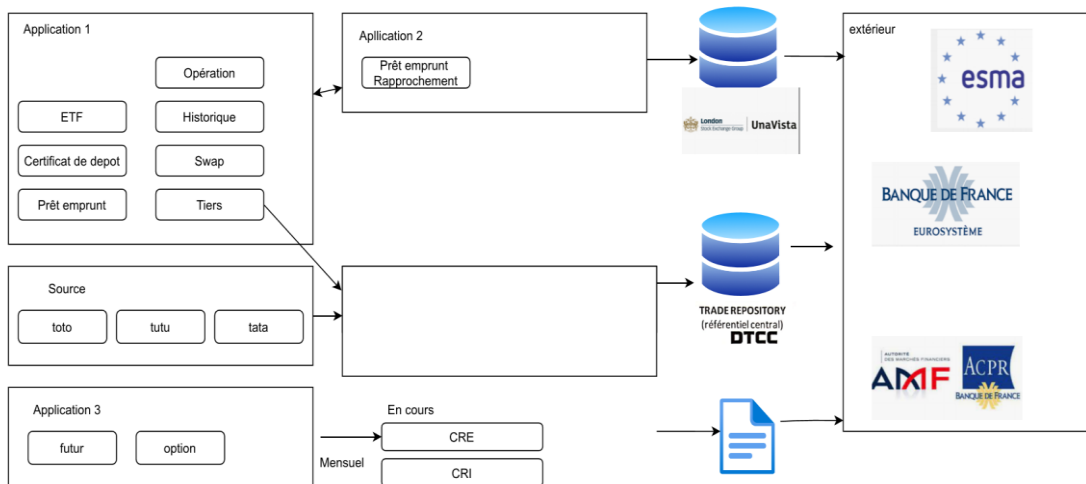 Application 1
Opération
ETF
Historique
Certificat de depot
Swap
Prêt emprunt
Tiers
Apllication 2
Prêt emprunt
Rapprochement
London
Stock Exchange Group
UnaVista
extérieur
esma
BANQUE DE FRANCE
EUROSYSTÈME
Source
toto
tutu
tata
TRADE REPOSITORY
(référentiel central)
DTCC
AUTORITÉ
DES MARCHÉS FINANCIERS
AMF
ACPR
BANQUE DE FRANCE
Application 3
futur
option
Mensuel
En cours
CRE
CRI